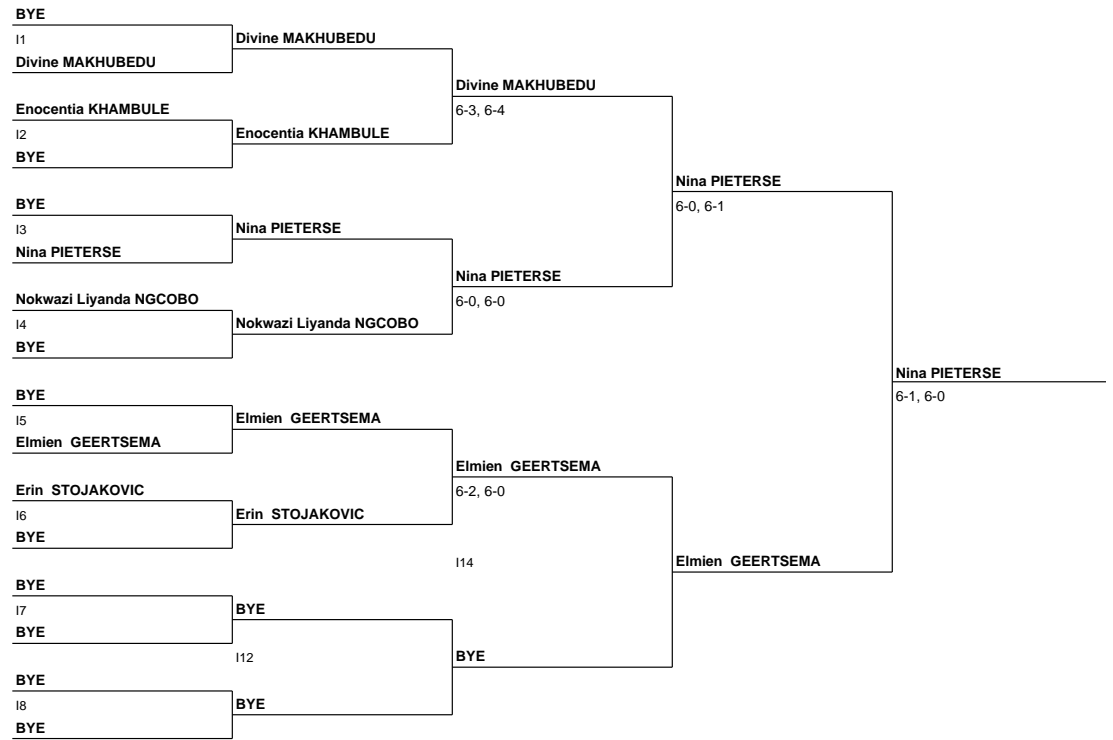 BYE
I1
Divine MAKHUBEDU
Enocentia KHAMBULE
I2
BYE
BYE
I3
Nina PIETERSE
Nokwazi Liyanda NGCOBO
I4
BYE
BYE
I5
Elmien  GEERTSEMA
Erin  STOJAKOVIC
I6
BYE
BYE
I7
BYE
BYE
I8
BYE
Divine MAKHUBEDU
Enocentia KHAMBULE
Nina PIETERSE
Nokwazi Liyanda NGCOBO
Elmien  GEERTSEMA
Erin  STOJAKOVIC
BYE
I12
BYE
Divine MAKHUBEDU
6-3, 6-4
Nina PIETERSE
6-0, 6-0
Elmien  GEERTSEMA
6-2, 6-0
I14
BYE
Nina PIETERSE
6-0, 6-1
Elmien  GEERTSEMA
Nina PIETERSE
6-1, 6-0